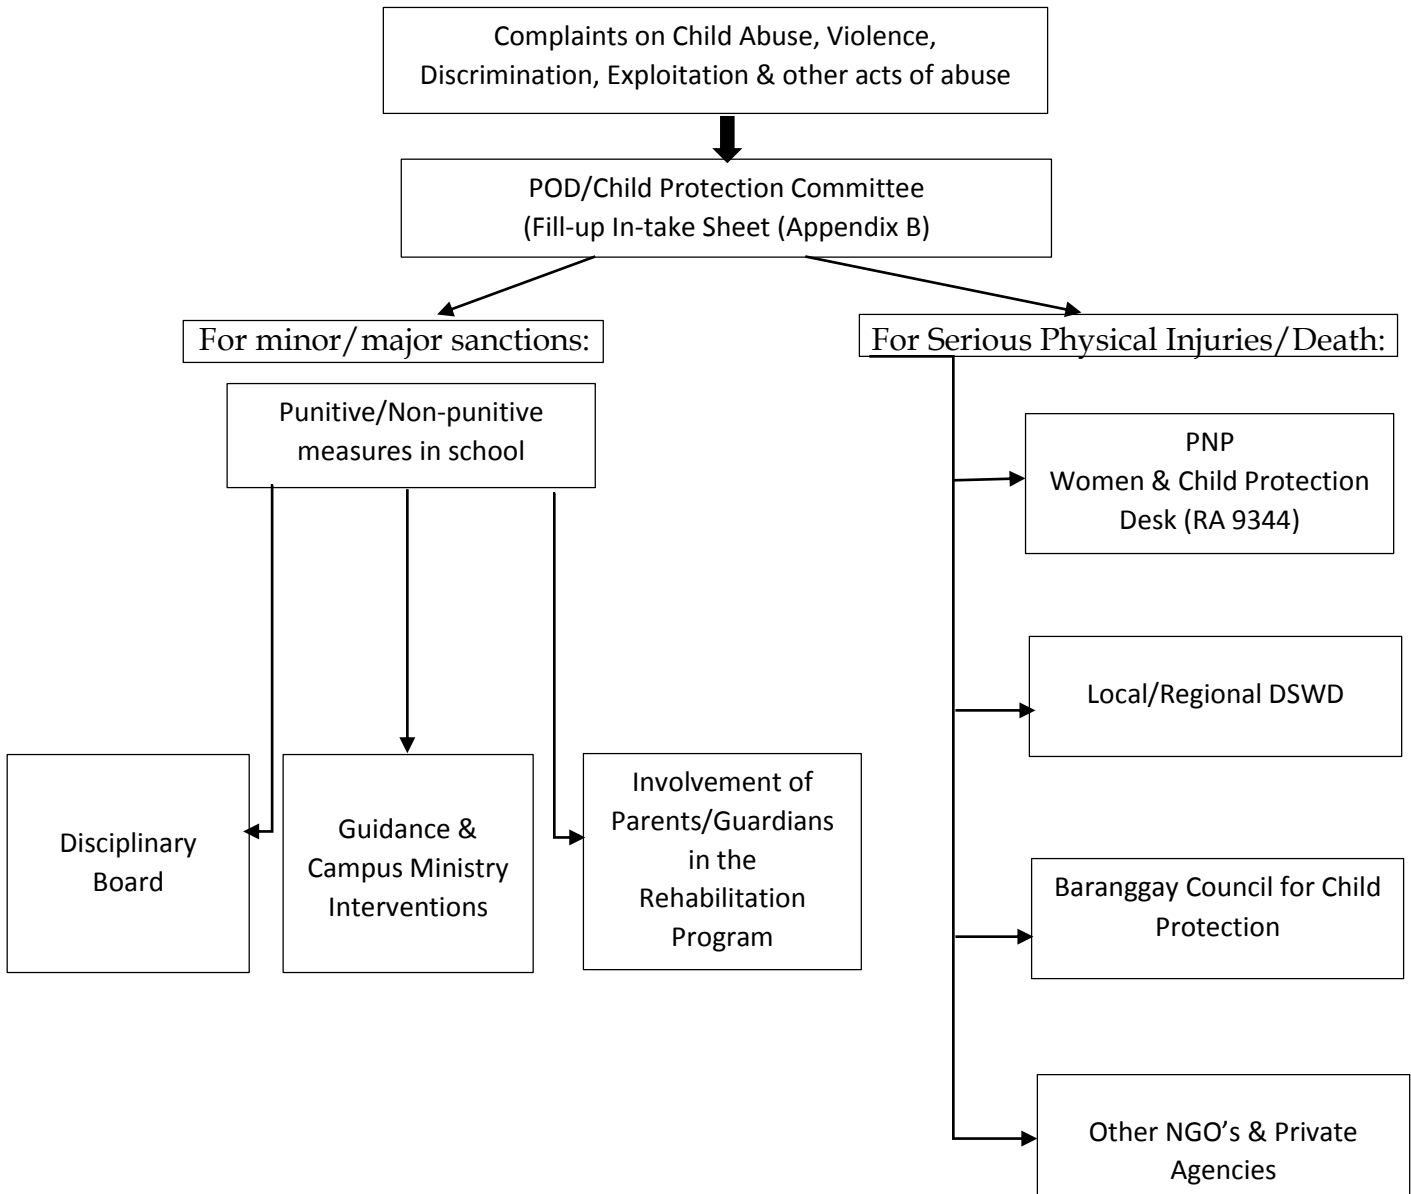 Complaints on Child Abuse, Violence,
Discrimination, Exploitation & other acts of abuse
POD/Child Protection Committee
(Fill-up In-take Sheet (Appendix B)
For minor/major sanctions:
For Serious Physical Injuries/Death:
Punitive/Non-punitive
measures in school
PNP
Women & Child Protection
Desk (RA 9344)
Local/Regional DSWD
Disciplinary
Board
Guidance &
Campus Ministry
Interventions
Involvement of
Parents/Guardians
in the
Rehabilitation
Program
Baranggay Council for Child
Protection
Other NGO’s & Private
Agencies